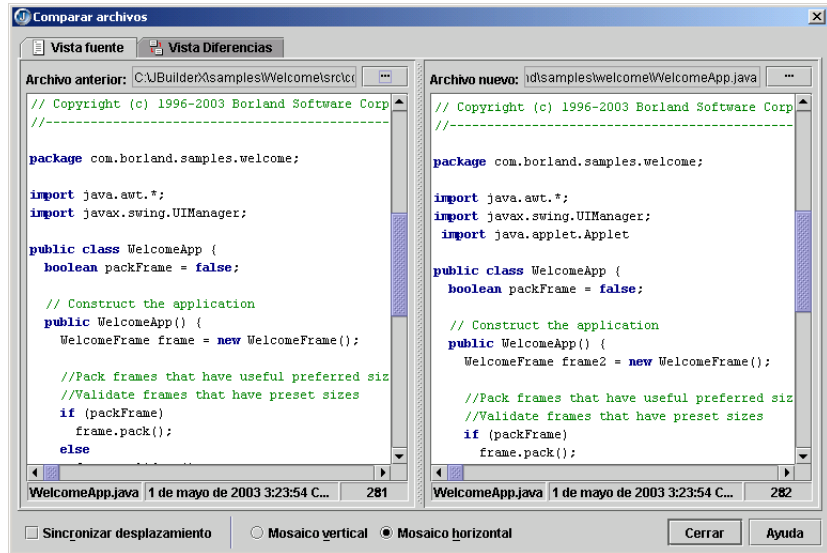 Comparar archivos
Vista fuente Vista Diferencias
Archivo anterior: C:\JBuilderX\samples\Welcome\src\cc ...
// Copyright (c) 1996-2003 Borland Software Corp
//----------------------------------------------
package com.borland.samples.welcome;
import java.awt.*;
import javax.swing.UIManager;
public class WelcomeApp {
boolean packFrame = false;
// Construct the application
public WelcomeApp() {
WelcomeFrame frame = new WelcomeFrame();
//Pack frames that have useful preferred siz
//Validate frames that have preset sizes
if (packFrame)
frame.pack();
else
WelcomeApp.java 1 de mayo de 2003 3:23:54 C... 281
Archivo nuevo: ıd\samples\welcome\WelcomeApp.java ...
// Copyright (c) 1996-2003 Borland Software Corp
//----------------------------------------------
package com.borland.samples.welcome;
import java.awt.*;
import javax.swing.UIManager;
import java.applet.Applet
public class WelcomeApp {
boolean packFrame = false;
// Construct the application
public WelcomeApp() {
WelcomeFrame frame2 = new WelcomeFrame();
//Pack frames that have useful preferred siz
//Validate frames that have preset sizes
if (packFrame)
frame.pack();
WelcomeApp.java 1 de mayo de 2003 3:23:54 C... 282
Sincronizar desplazamiento Mosaico vertical Mosaico horizontal Cerrar Ayuda